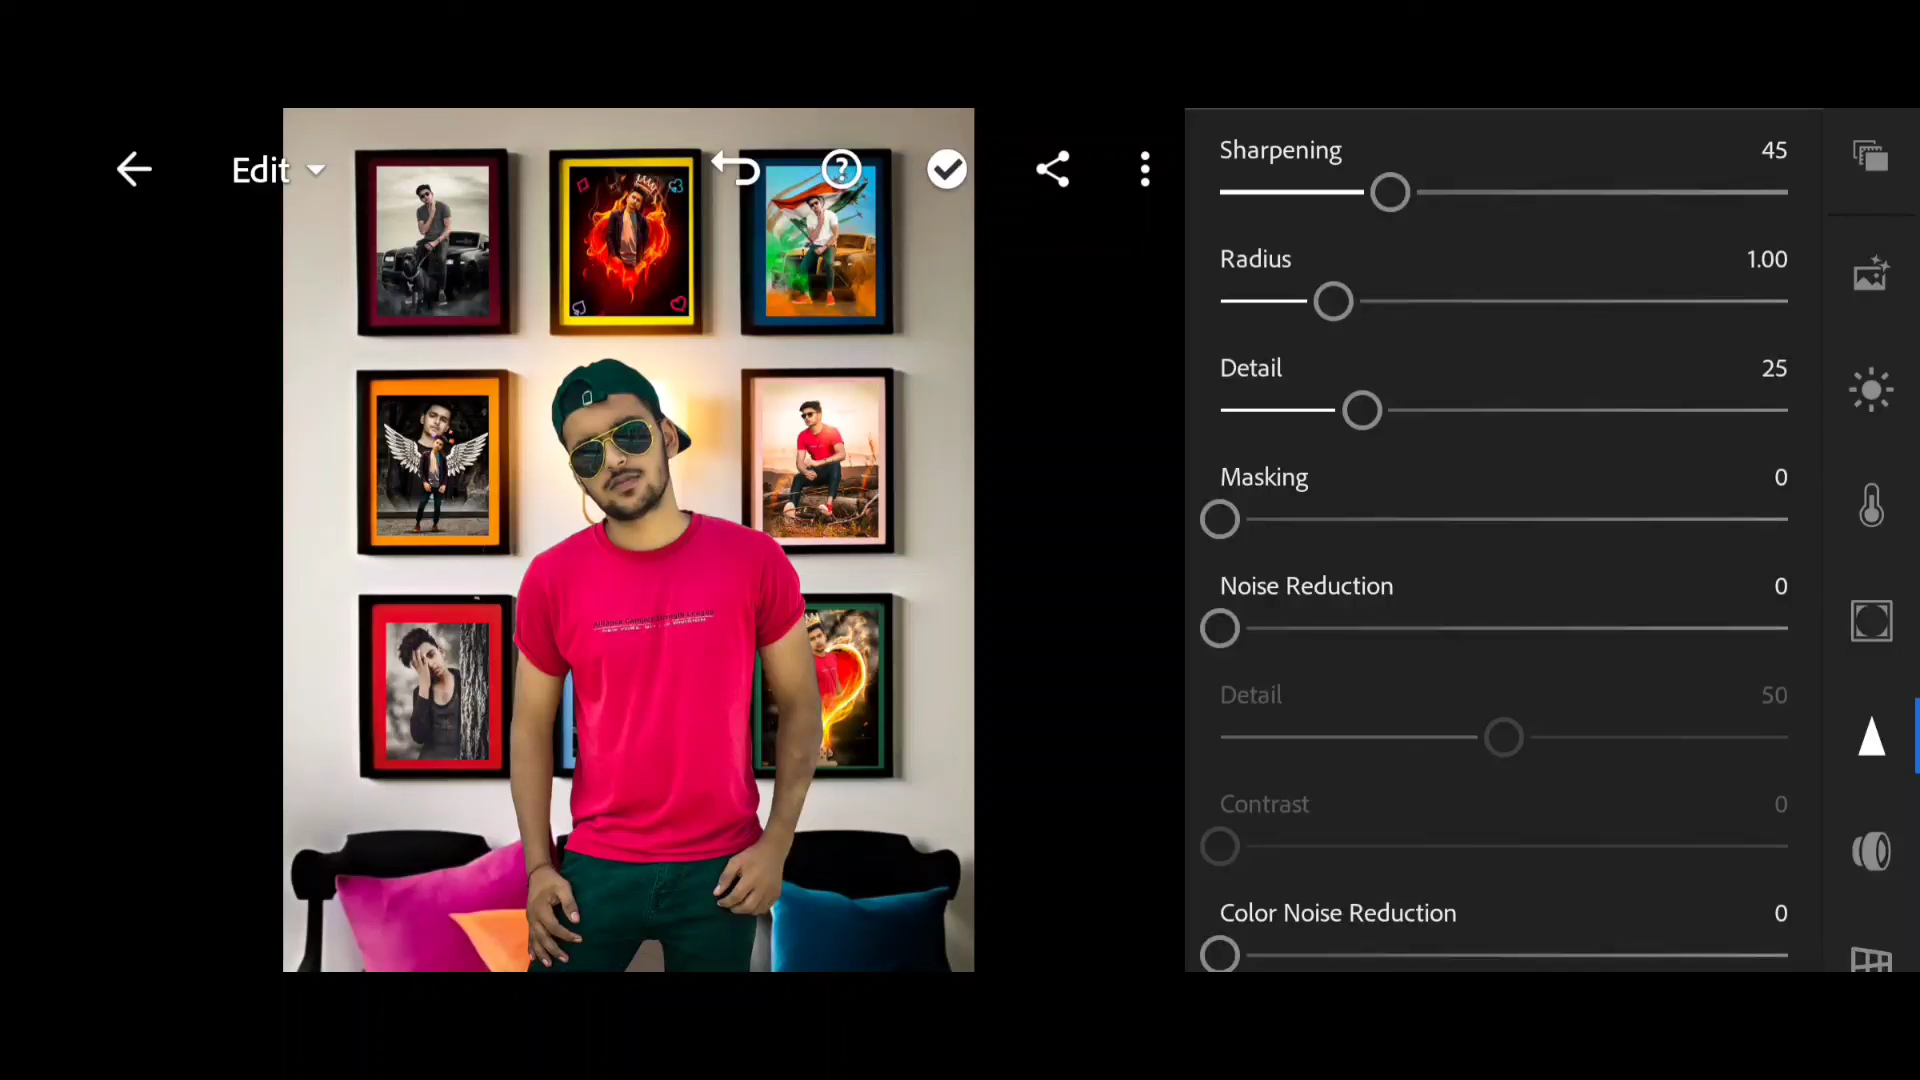 Edit
Sharpening 45
Radius 1.00
Detail 25
Masking 0
Noise Reduction 0
Detail 50
Contrast 0
Color Noise Reduction 0